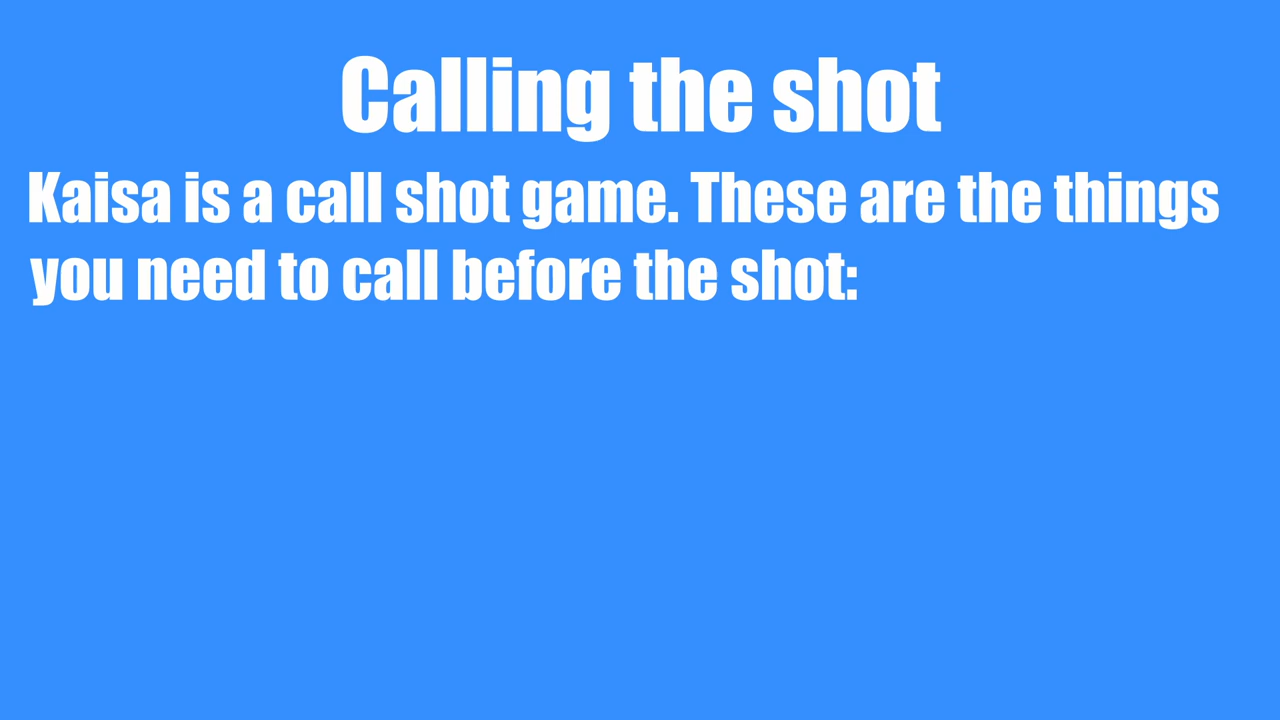 Calling the shot
Kaisa is a call shot game. These are the things
you need to call before the shot: